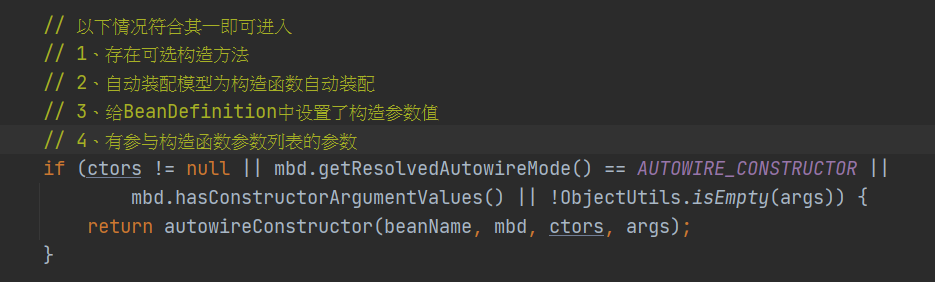 // 以下情况符合其一即可进入
// 1、存在可选构造方法
// 2、自动装配模型为构造函数自动装配
// 3、给BeanDefinition中设置了构造参数值
// 4、有参与构造函数参数列表的参数
if (ctors != null || mbd.getResolvedAutowireMode() == AUTOWIRE_CONSTRUCTOR ||
mbd.hasConstructorArgumentValues() || !ObjectUtils.isEmpty(args)) {
return autowireConstructor(beanName, mbd, ctors, args);
}